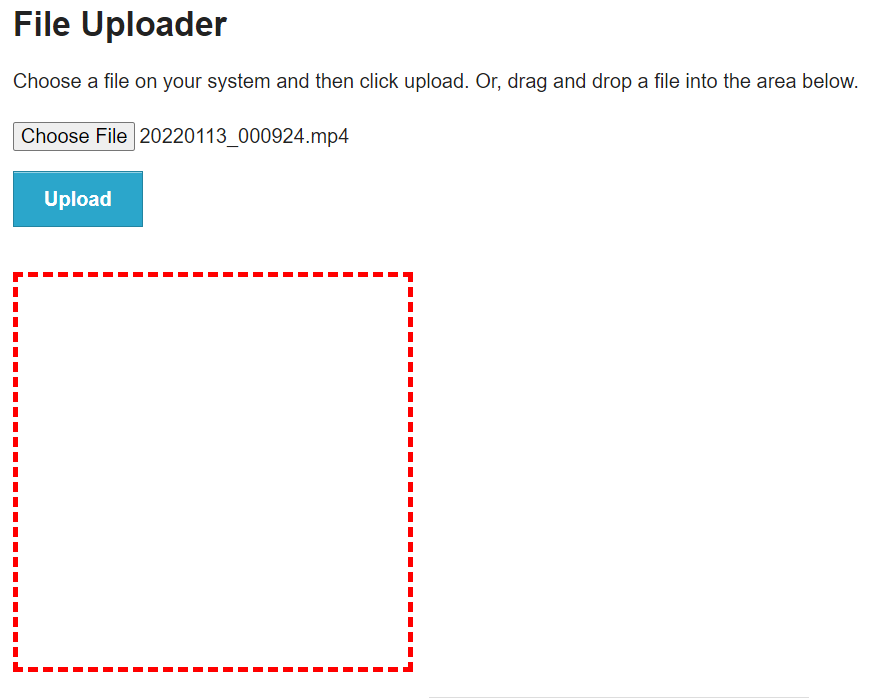 File Uploader
Choose a file on your system and then click upload. Or, drag and drop a file into the area below.
Choose File 20220113_000924.mp4
Upload